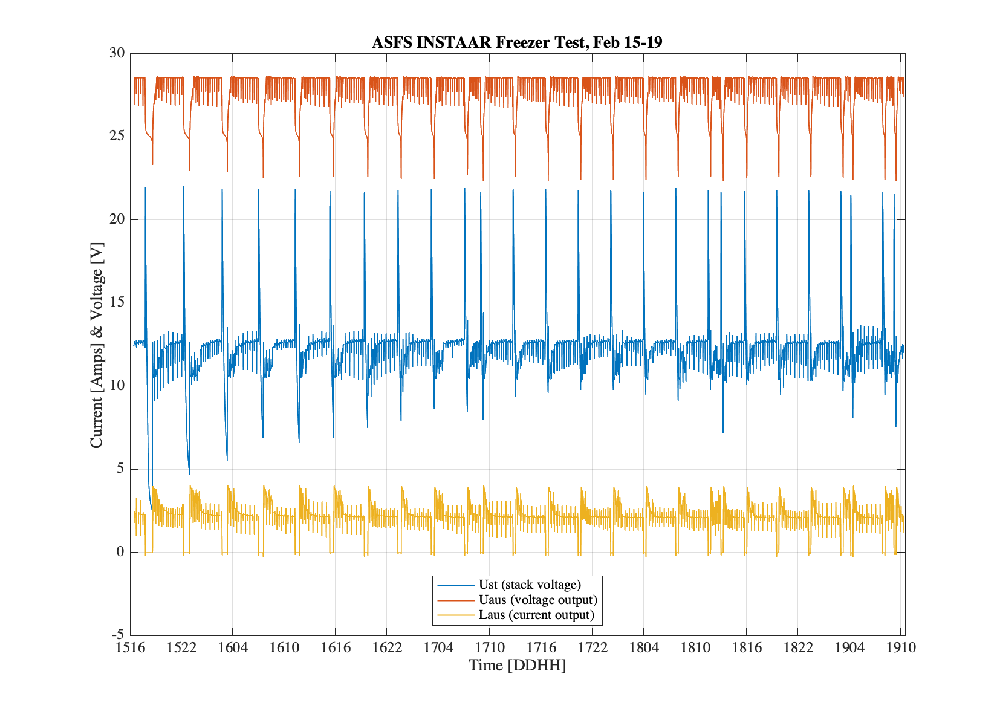 ASFS INSTAAR Freezer Test, Feb 15-19
30
25
20
15
10
5
0
-5
Current [Amps] & Voltage [V]
Ust (stack voltage)
Uaus (voltage output)
Laus (current output)
1516 1522 1604 1610 1616 1622 1704 1710 1716 1722 1804 1810 1816 1822 1904 1910
Time [DDHH]